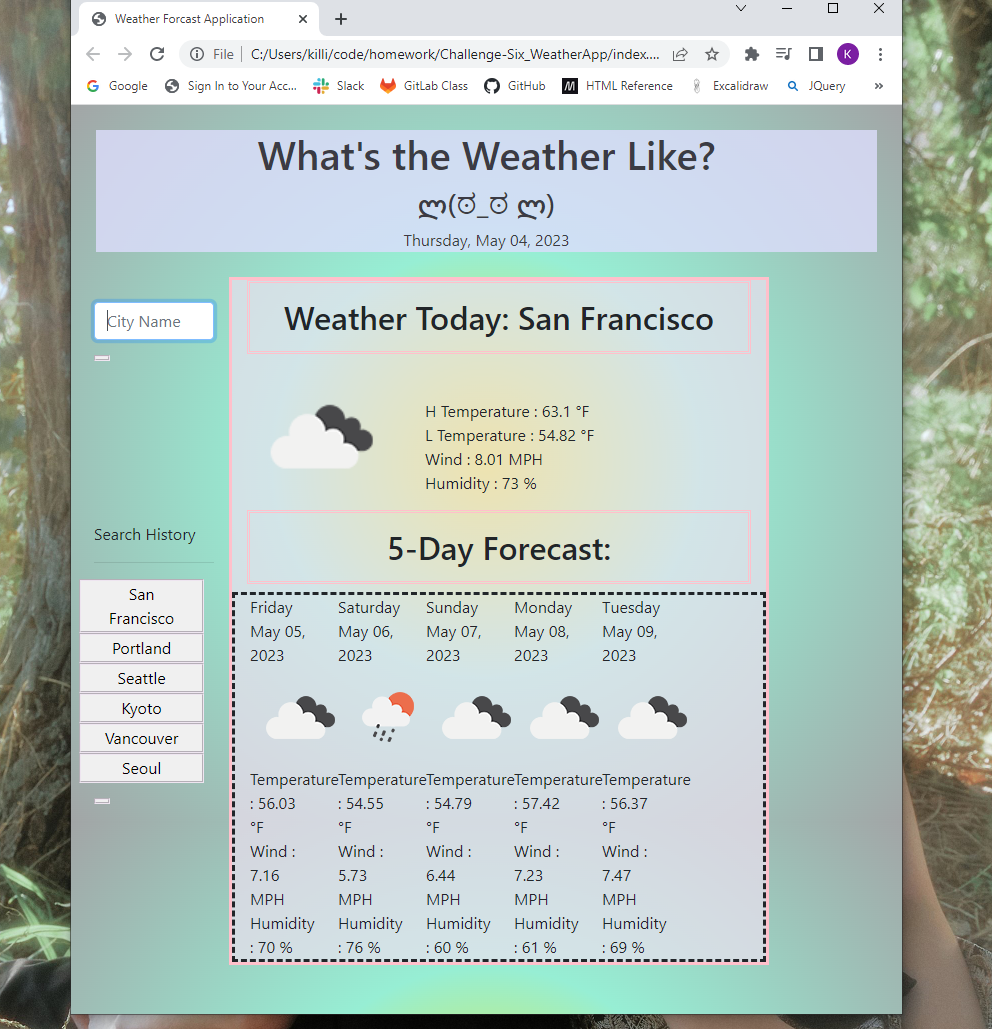 Weather Forcast Application
File
C:/Users/killi/code/homework/Challenge-Six_WeatherApp/index....
K
Google
Sign In to Your Acc...
Slack
GitLab Class
GitHub
M
HTML Reference
Excalidraw
JQuery
»
What's the Weather Like?
ლ(ಠ_ಠ ლ)
Thursday, May 04, 2023
City Name
Weather Today: San Francisco
H Temperature : 63.1 °F
L Temperature : 54.82 °F
Wind : 8.01 MPH
Humidity : 73 %
Search History
San
Francisco
Portland
Seattle
Kyoto
Vancouver
Seoul
5-Day Forecast:
Friday
May 05,
2023
Temperature
: 56.03
°F
Wind :
7.16
MPH
Humidity
: 70 %
Saturday
May 06,
2023
Temperature
: 54.55
°F
Wind :
5.73
MPH
Humidity
: 76 %
Sunday
May 07,
2023
Temperature
: 54.79
°F
Wind :
6.44
MPH
Humidity
: 60 %
Monday
May 08,
2023
Temperature
: 57.42
°F
Wind :
7.23
MPH
Humidity
: 61 %
Tuesday
May 09,
2023
Temperature
: 56.37
°F
Wind :
7.47
MPH
Humidity
: 69 %